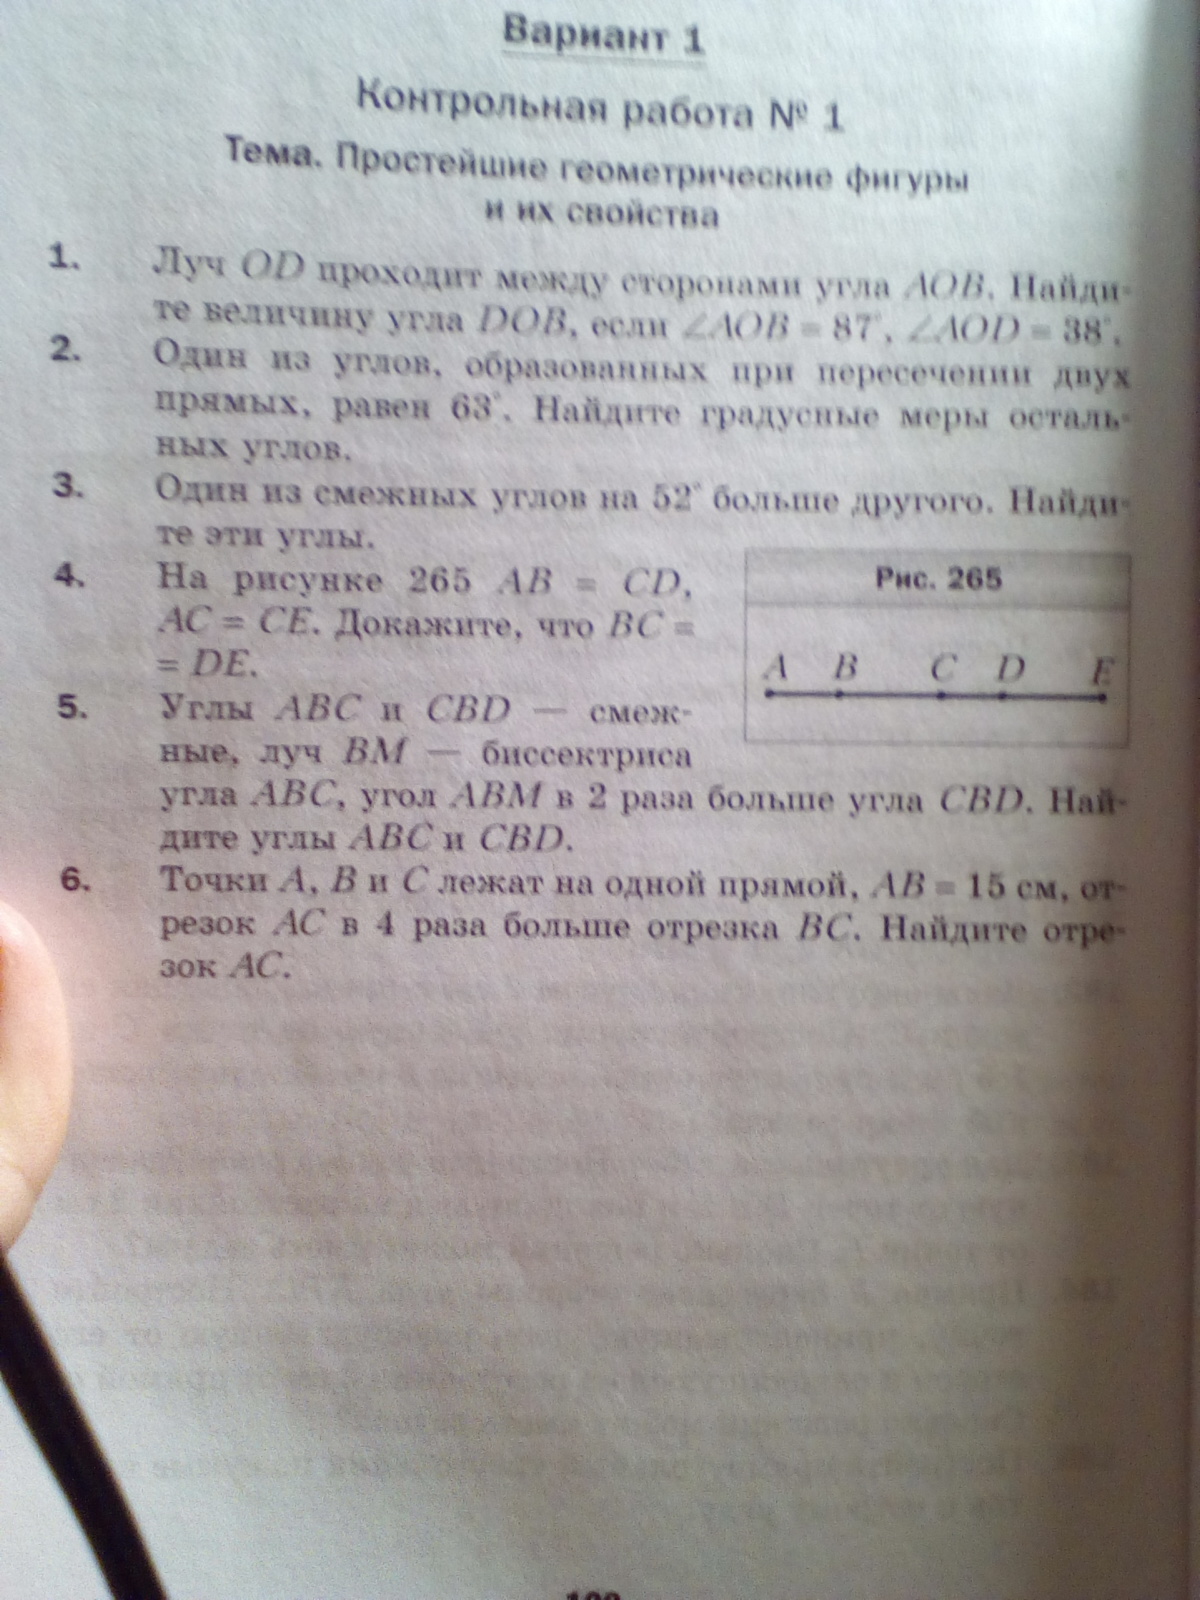 Вариант 1
Контрольная работа № 1
Тема. Простейшие геометрические фигуры
и их свойства
1. Луч OD проходит между сторонами угла AOB. Найди-
те величину угла DOB, если ∠AOB = 87°, ∠AOD = 38°.
2. Один из углов, образованных при пересечении двух
прямых, равен 63°. Найдите градусные меры осталь-
ных углов.
3. Один из смежных углов на 52° больше другого. Найди-
те эти углы.
4. На рисунке 265 AB = CD,
AC = CE. Докажите, что BC =
= DE.
Рис. 265
A B C D E
5. Углы ABC и CBD — смеж-
ные, луч BM — биссектриса
угла ABC, угол ABM в 2 раза больше угла CBD. Най-
дите углы ABC и CBD.
6. Точки A, B и C лежат на одной прямой, AB = 15 см, от-
резок AC в 4 раза больше отрезка BC. Найдите отре-
зок AC.